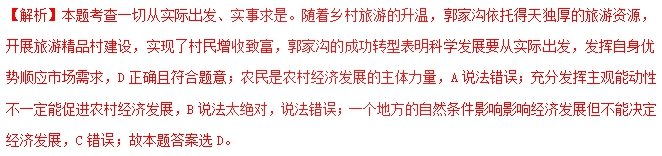 【解析】本题考查一切从实际出发、实事求是。随着乡村旅游的升温，郭家沟依托得天独厚的旅游资源，
开展旅游精品村建设，实现了村民增收致富，郭家沟的成功转型表明科学发展要从实际出发，发挥自身优
势顺应市场需求，D 正确且符合题意；农民是农村经济发展的主体力量，A 说法错误；充分发挥主观能动性
不一定能促进农村经济发展，B 说法太绝对，说法错误；一个地方的自然条件影响影响经济发展但不能决定
经济发展，C 错误；故本题答案选 D。